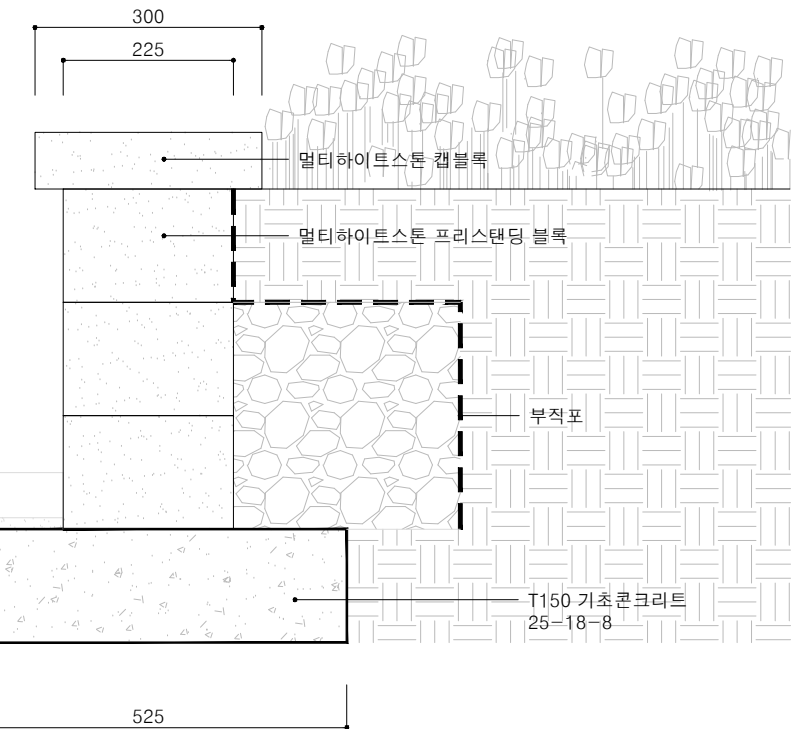 300
225
멀티하이트스톤 캡블록
멀티하이트스톤 프리스탠딩 블록
부작포
T150 기초콘크리트
25-18-8
525